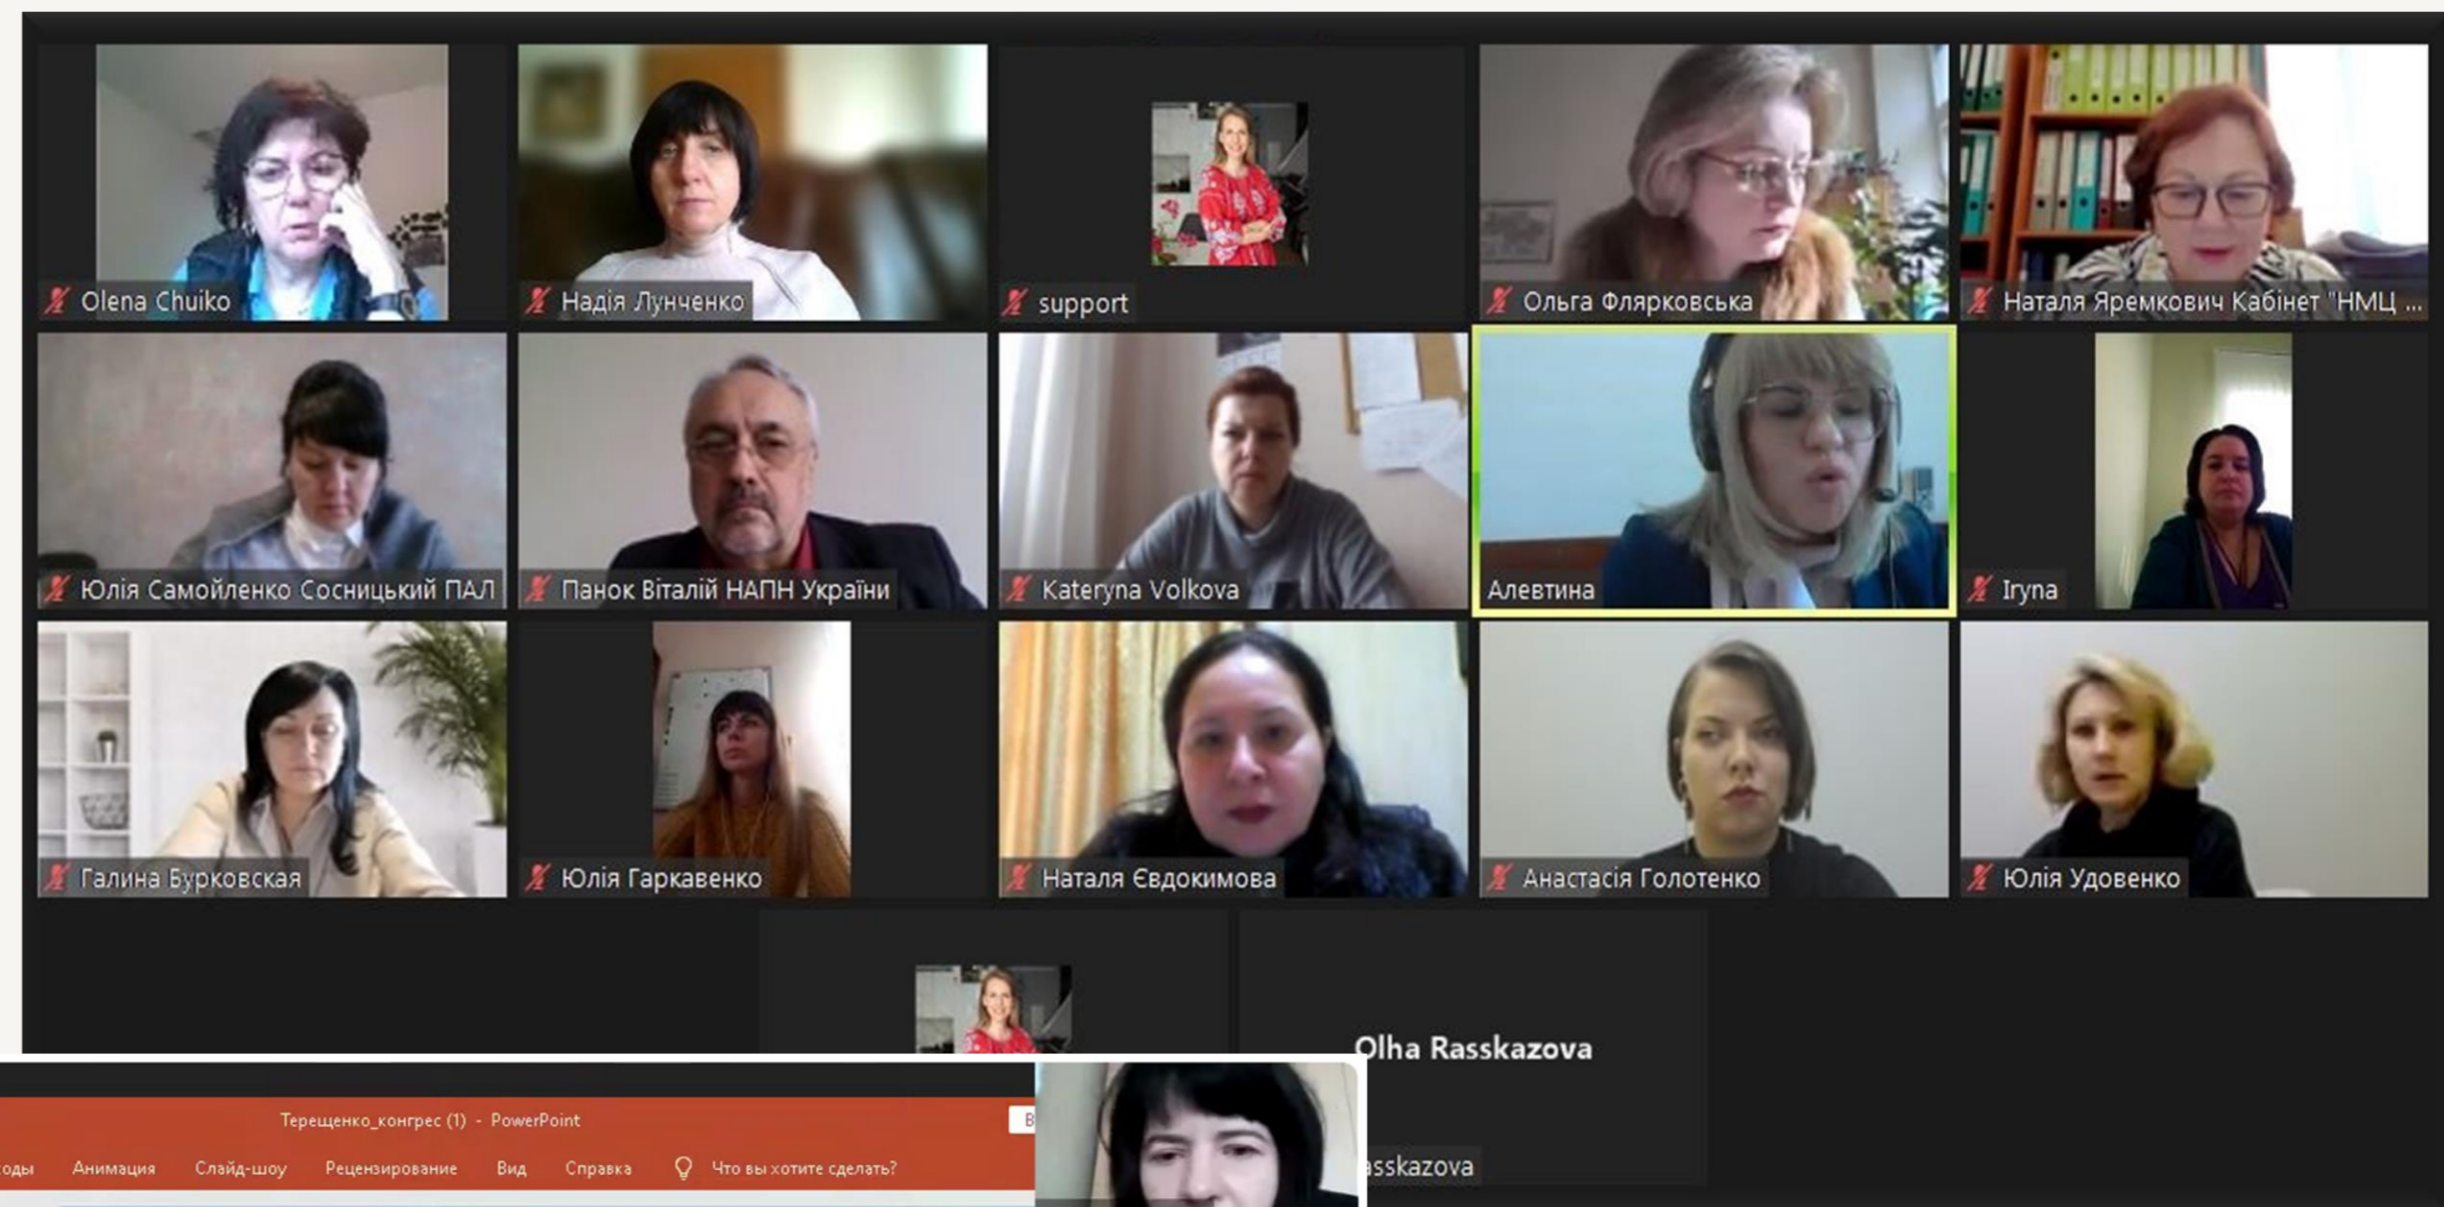 Olena Chuiko
Надія Лунченко
support
Ольга Флярковська
Наталя Яремкович Кабінет "НМЦ ...
Юлія Самойленко Сосницький ПАЛ
Панок Віталій НАПН України
Kateryna Volkova
Алевтина
Iryna
Галина Бурковская
Юлія Гаркавенко
Наталя Євдокимова
Анастасія Голотенко
Юлія Удовенко
Olha Rasskazova
asskazova
Терещенко_конгрес (1) - PowerPoint
В
оды Анимация Слайд-шоу Рецензирование Вид Справка Что вы хотите сделать?